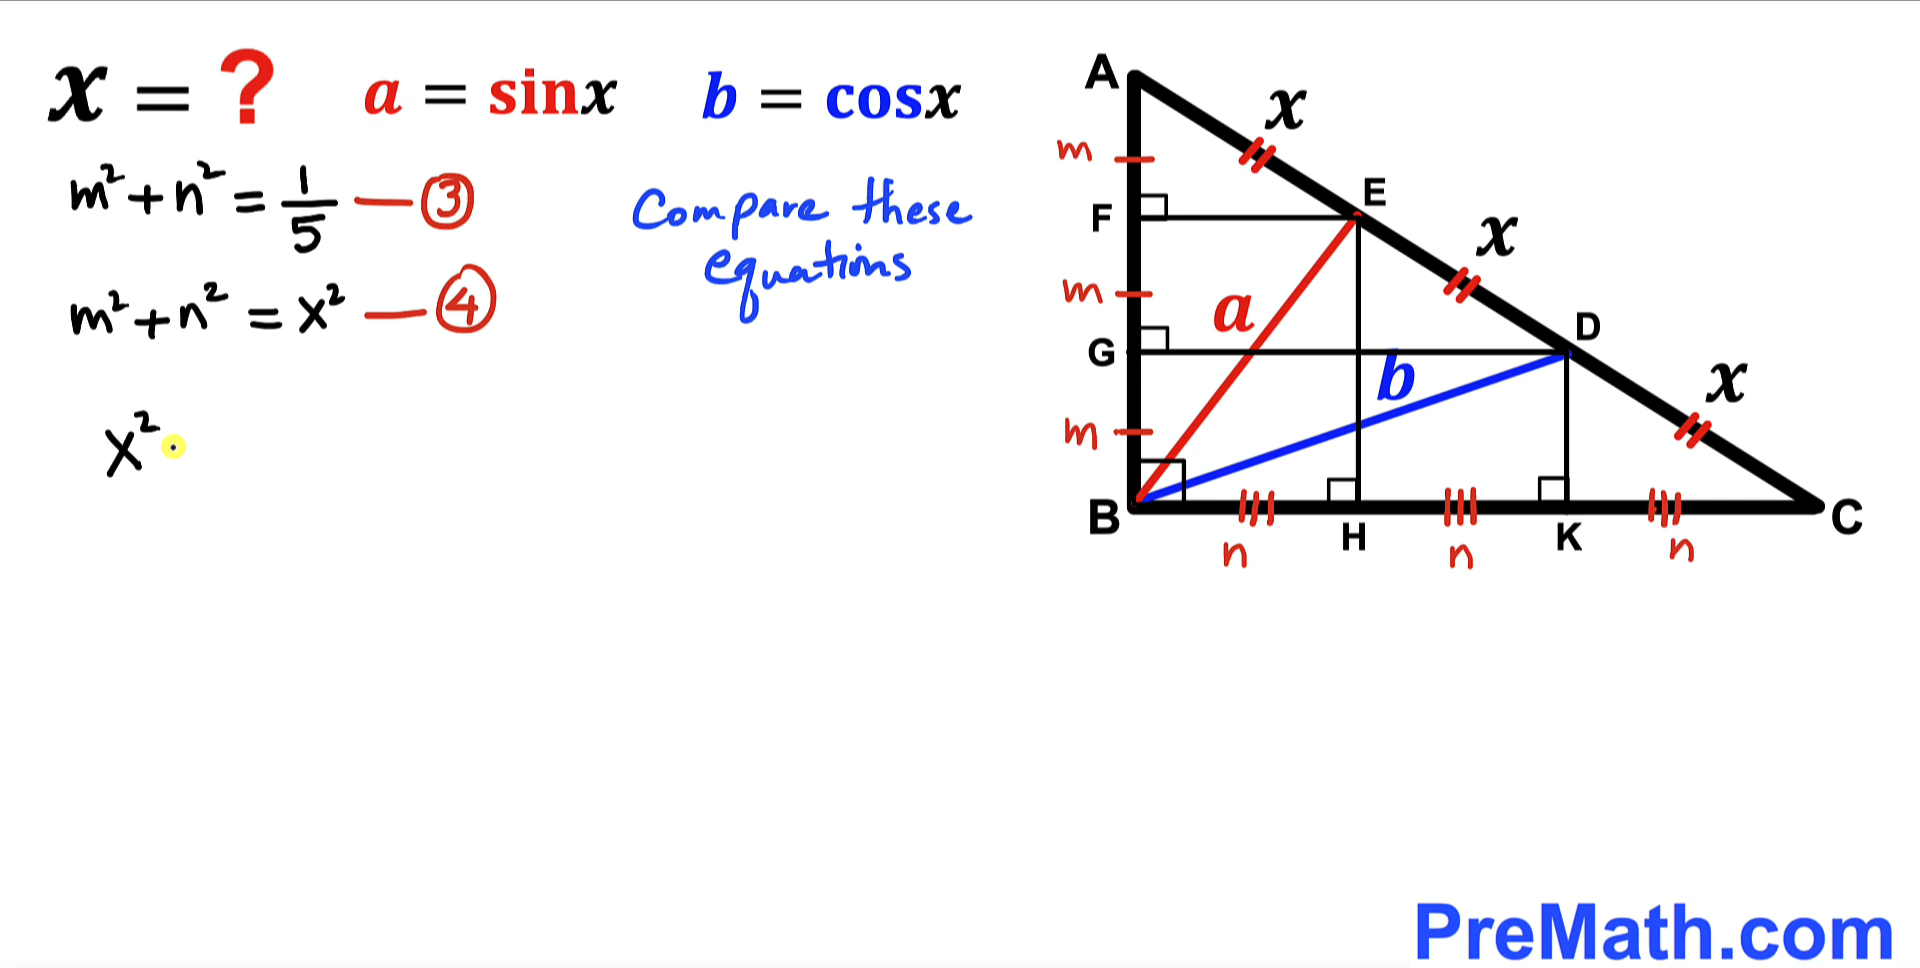 x = ? a = sinx b = cosx
m² + n² = 1/5 — ③
m² + n² = x² — ④
Compare these
equations
x²
A
x
m
E
F
x
m
a
D
G
b
x
m
B
H
K
C
n
n
n
PreMath.com